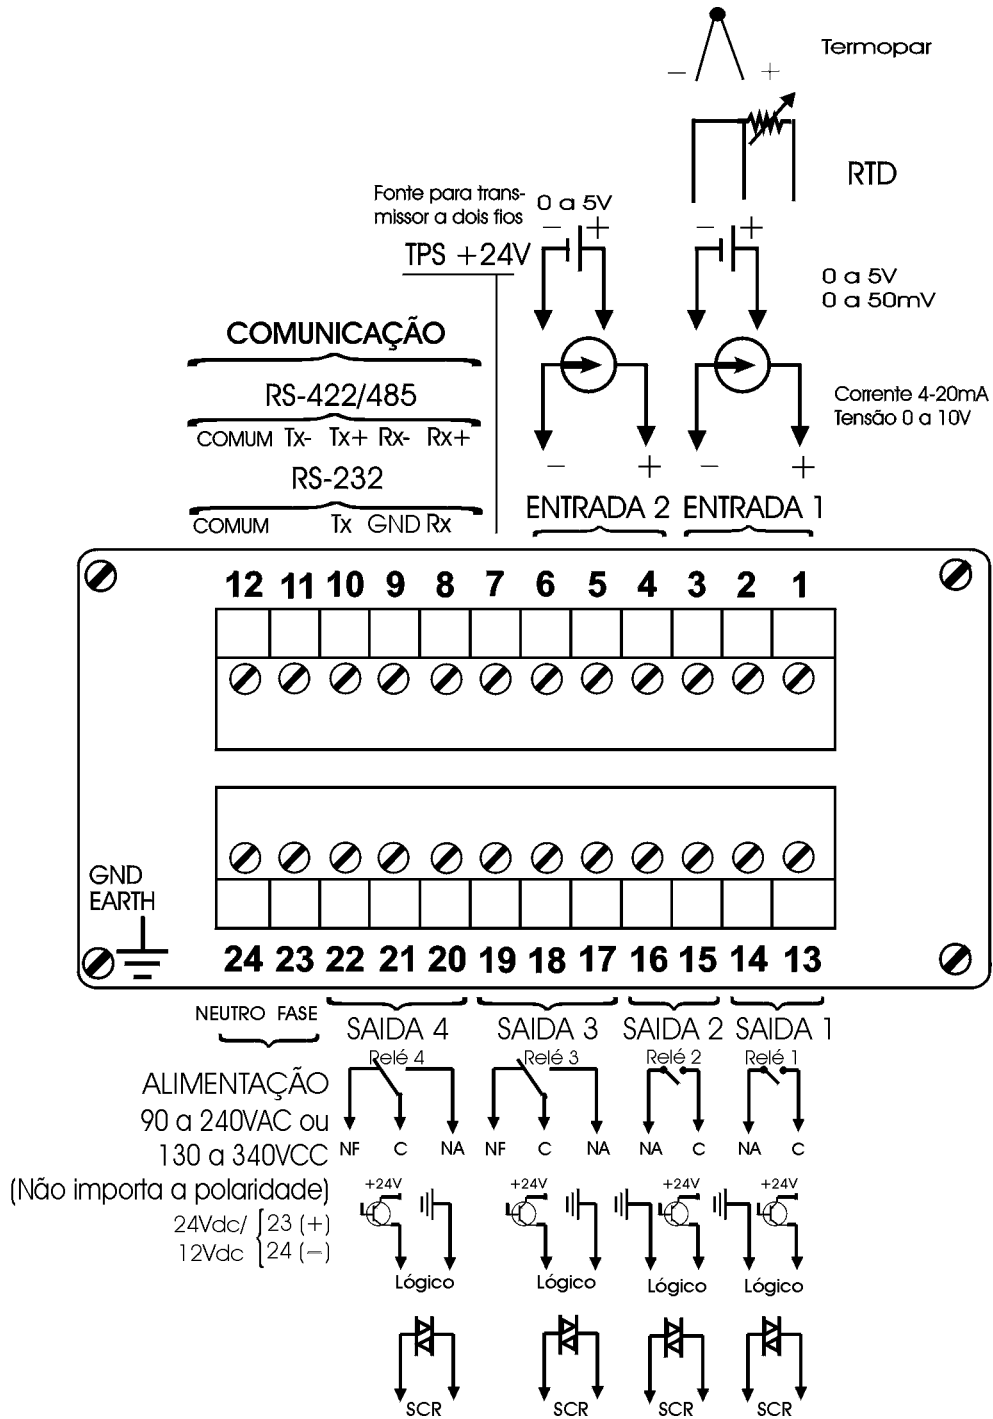 Termopar
− +
RTD
Fonte para trans-
missor a dois fios
0 a 5V
− +
− +
TPS +24V
0 a 5V
0 a 50mV
COMUNICAÇÃO
RS-422/485
COMUM Tx- Tx+ Rx- Rx+
Corrente 4-20mA
Tensão 0 a 10V
− +
− +
RS-232
COMUM Tx GND Rx
ENTRADA 2 ENTRADA 1
12 11 10 9 8 7 6 5 4 3 2 1
GND
EARTH
24 23 22 21 20 19 18 17 16 15 14 13
NEUTRO FASE
SAIDA 4 SAIDA 3 SAIDA 2 SAIDA 1
Relé 4 Relé 3 Relé 2 Relé 1
ALIMENTAÇÃO
90 a 240VAC ou
130 a 340VCC
(Não importa a polaridade)
24Vdc/ 23 (+)
12Vdc 24 (−)
NF C NA NF C NA NA C NA C
+24V +24V +24V +24V
Lógico Lógico Lógico Lógico
SCR SCR SCR SCR